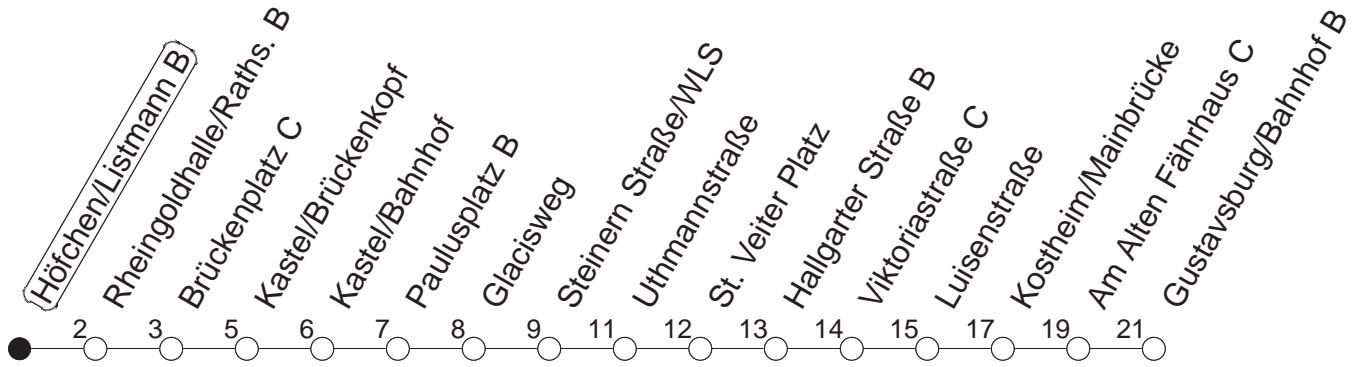 Höfchen/Listmann B
Rheingoldhalle/Raths. B
Brückenplatz C
Kastel/Brückenkopf
Kastel/Bahnhof
Paulusplatz B
Glacisweg
Steinern Straße/WLS
Uthmannstraße
St. Veiter Platz
Hallgarter Straße B
Viktoriastraße C
Luisenstraße
Kostheim/Mainbrücke
Am Alten Fährhaus C
Gustavsburg/Bahnhof B
2 3 5 6 7 8 9 11 12 13 14 15 17 19 21